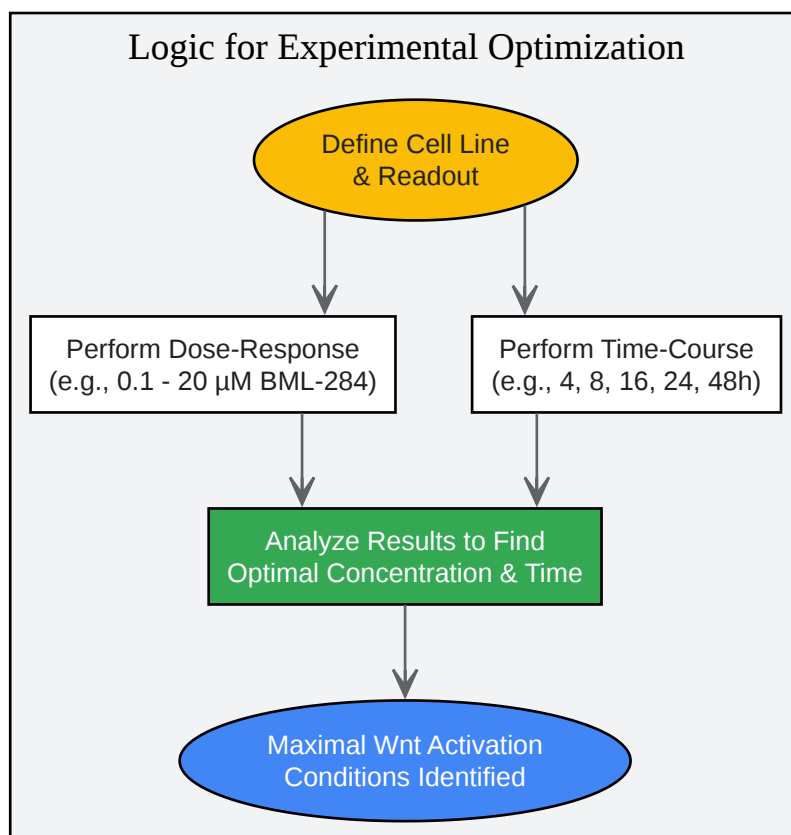 Logic for Experimental Optimization
Define Cell Line
& Readout
Perform Dose-Response
(e.g., 0.1 - 20 µM BML-284)
Perform Time-Course
(e.g., 4, 8, 16, 24, 48h)
Analyze Results to Find
Optimal Concentration & Time
Maximal Wnt Activation
Conditions Identified